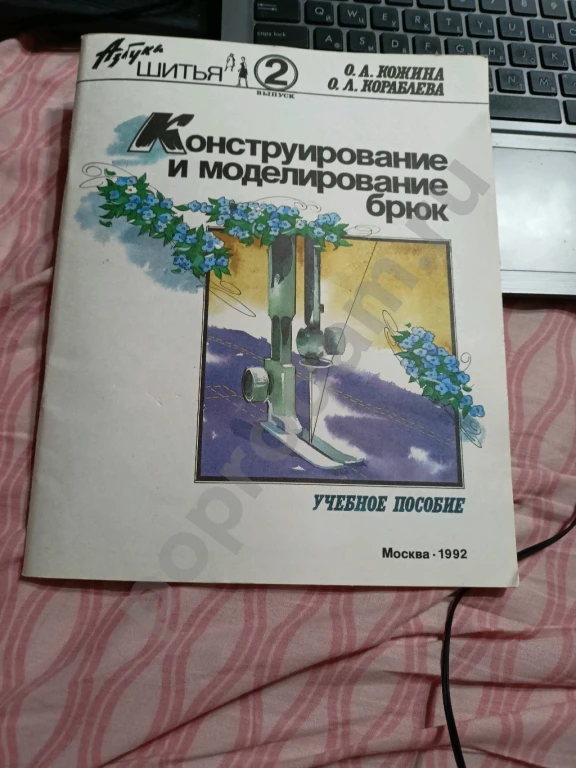 Азбука
ШИТЬЯ
2
ВЫПУСК
О. А. КОЖИНА
О. Л. КОРАБЛЕВА
Конструирование
и моделирование
брюк
УЧЕБНОЕ ПОСОБИЕ
Москва · 1992